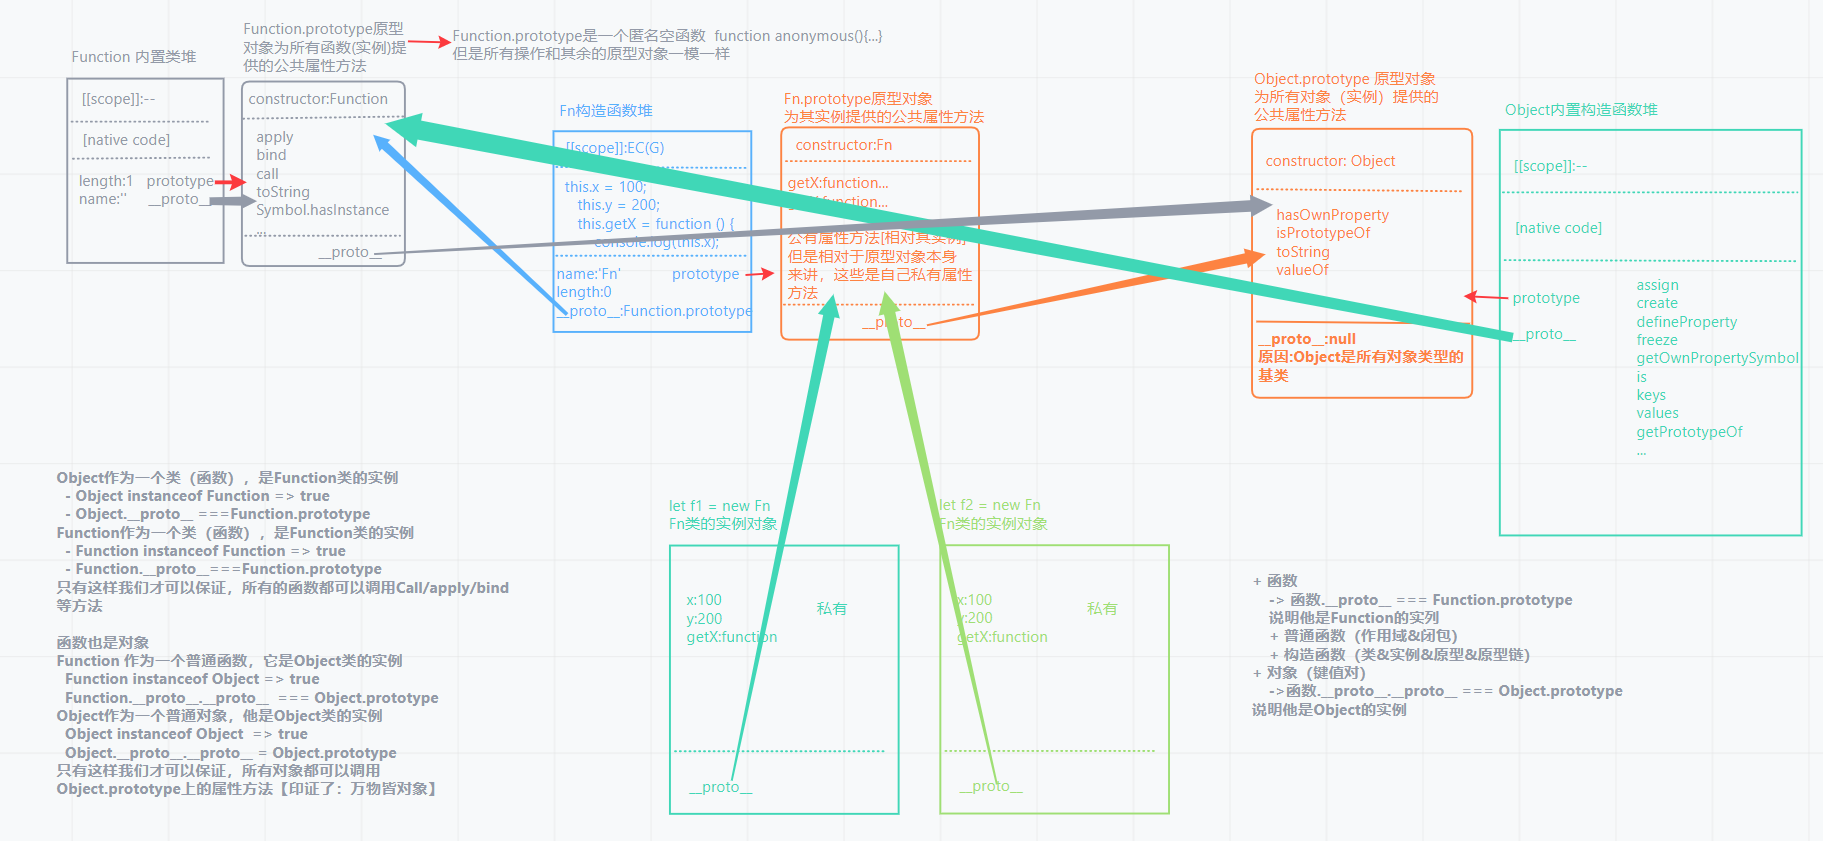 Function 内置类堆
[[scope]]:--
[native code]
length:1 prototype
name:'' __proto__
Function.prototype原型
对象为所有函数(实例)提
供的公共属性方法
constructor:Function
apply
bind
call
toString
Symbol.hasInstance
...
__proto__
Function.prototype是一个匿名空函数 function anonymous(){...}
但是所有操作和其余的原型对象一模一样
Fn构造函数堆
[[scope]]:EC(G)
this.x = 100;
this.y = 200;
this.getX = function () {
console.log(this.x);
name:'Fn' prototype
length:0
__proto__:Function.prototype
Fn.prototype原型对象
为其实例提供的公共属性方法
constructor:Fn
getX:function...
function...
公有属性方法[相对其实例]
但是相对于原型对象本身
来讲，这些是自己私有属性
方法
__proto__
Object.prototype 原型对象
为所有对象（实例）提供的
公共属性方法
constructor: Object
hasOwnProperty
isPrototypeOf
toString
valueOf
__proto__:null
原因:Object是所有对象类型的
基类
Object内置构造函数堆
[[scope]]:--
[native code]
prototype
__proto__
assign
create
defineProperty
freeze
getOwnPropertySymbol
is
keys
values
getPrototypeOf
...
Object作为一个类（函数）, 是Function类的实例
- Object instanceof Function => true
- Object.__proto__ ===Function.prototype
Function作为一个类（函数）, 是Function类的实例
- Function instanceof Function => true
- Function.__proto__===Function.prototype
只有这样我们才可以保证，所有的函数都可以调用Call/apply/bind
等方法
函数也是对象
Function 作为一个普通函数，它是Object类的实例
Function instanceof Object => true
Function.__proto__.__proto__ === Object.prototype
Object作为一个普通对象，他是Object类的实例
Object instanceof Object => true
Object.__proto__.__proto__ = Object.prototype
只有这样我们才可以保证，所有对象都可以调用
Object.prototype上的属性方法【印证了：万物皆对象】
let f1 = new Fn
Fn类的实例对象
x:100
y:200
getX:function
私有
__proto__
let f2 = new Fn
Fn类的实例对象
x:100
y:200
getX:function
私有
__proto__
+ 函数
-> 函数.__proto__ === Function.prototype
说明他是Function的实列
+ 普通函数（作用域&闭包）
+ 构造函数（类&实例&原型&原型链）
+ 对象（键值对）
->函数.__proto__.__proto__ === Object.prototype
说明他是Object的实例